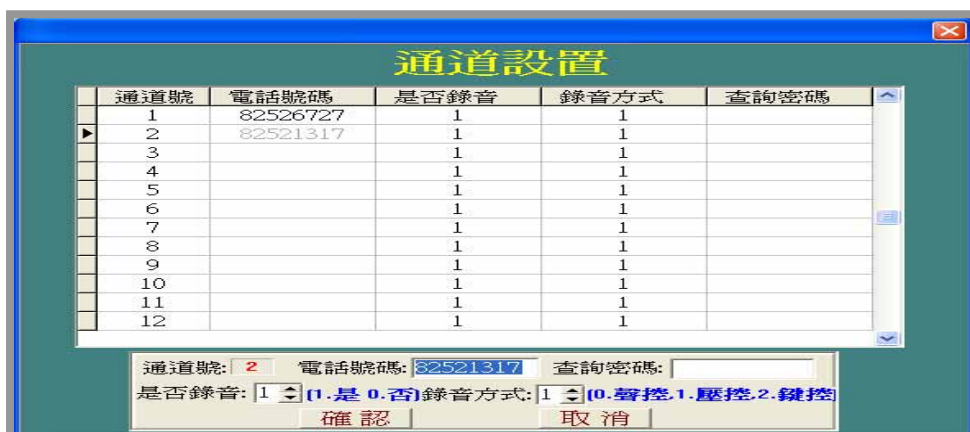 通道設置
通道號 電話號碼 是否錄音 錄音方式 查詢密碼
1 82526727 1 1
2 82521317 1 1
3 1 1
4 1 1
5 1 1
6 1 1
7 1 1
8 1 1
9 1 1
10 1 1
11 1 1
12 1 1
通道號: 2 電話號碼: 82521317 查詢密碼:
是否錄音: 1 (1.是 0.否) 錄音方式: 1 (0.聲控,1.壓控,2.鍵控
確認 取消